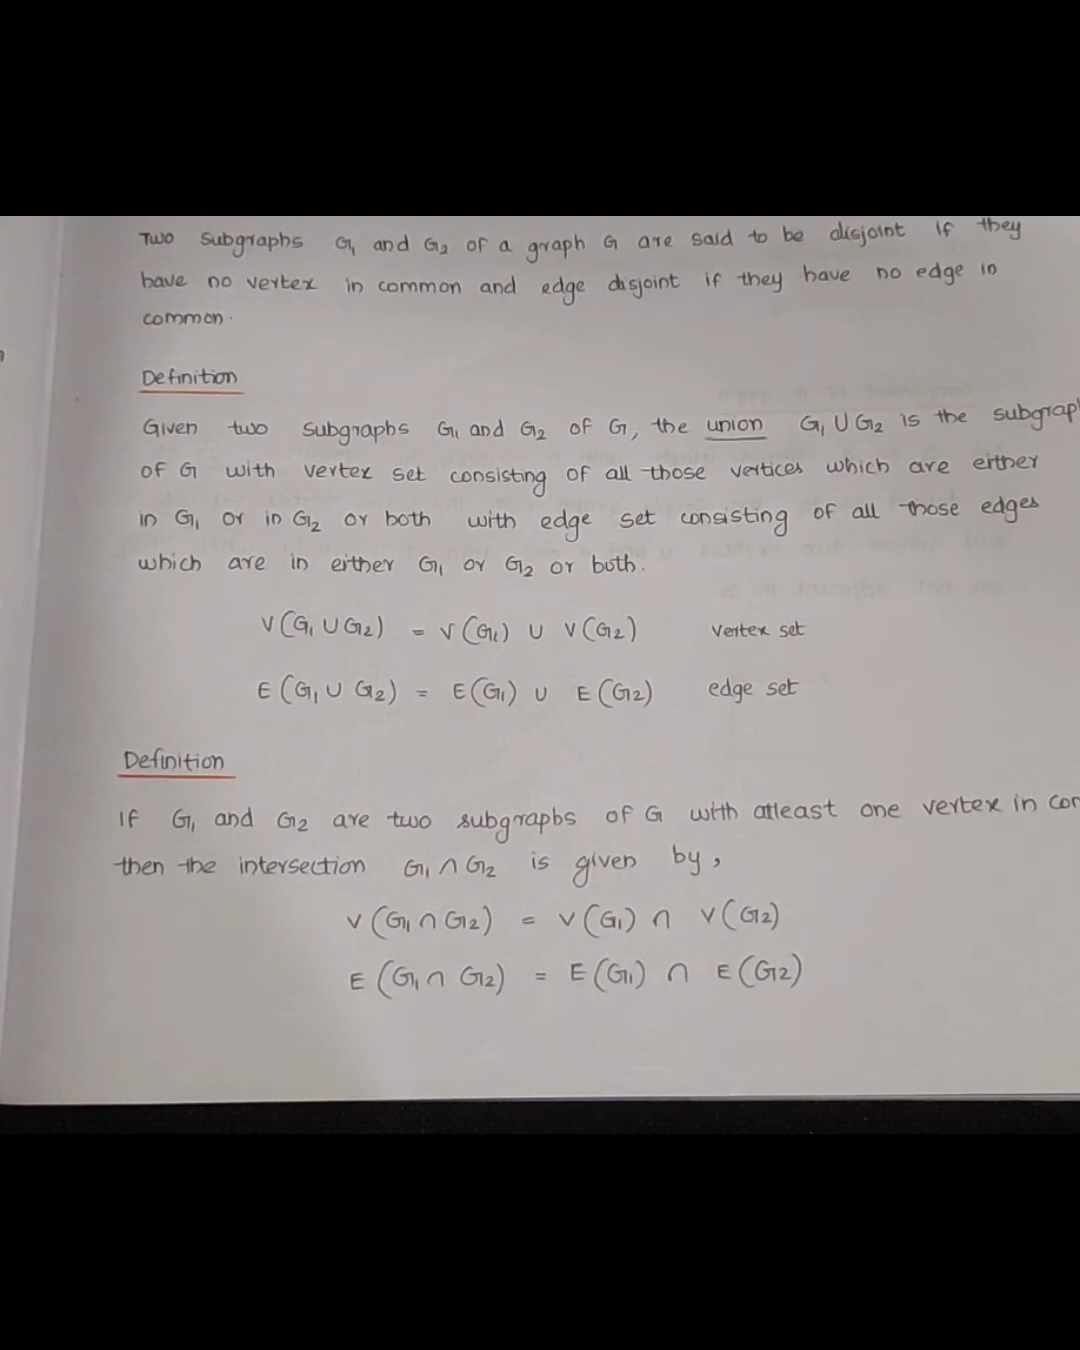 Two subgraphs G₁ and G₂ of a graph G are said to be disjoint if they
have no vertex in common and edge disjoint if they have no edge in
common.
Definition
Given two subgraphs G₁ and G₂ of G, the union G₁ ∪ G₂ is the subgrap
of G with vertex set consisting of all those vertices which are either
in G₁ or in G₂ or both with edge set consisting of all those edges
which are in either G₁ or G₂ or both.
V(G₁ ∪ G₂) = V(G₁) ∪ V(G₂) vertex set
E(G₁ ∪ G₂) = E(G₁) ∪ E(G₂) edge set
Definition
If G₁ and G₂ are two subgraphs of G with atleast one vertex in co
then the intersection G₁ ∩ G₂ is given by,
V(G₁ ∩ G₂) = V(G₁) ∩ V(G₂)
E(G₁ ∩ G₂) = E(G₁) ∩ E(G₂)